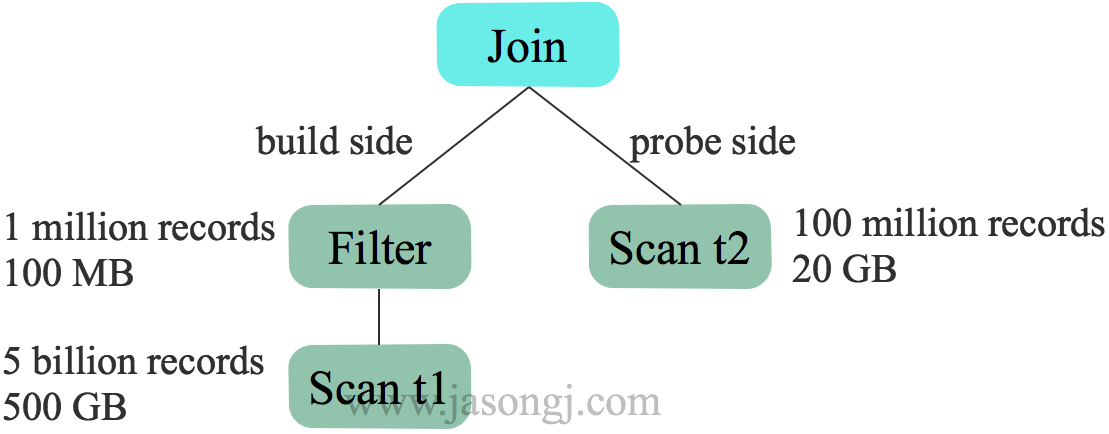 Join
build side
probe side
1 million records
100 MB
Filter
Scan t2
100 million records
20 GB
5 billion records
500 GB
Scan t1
www.jasongj.com